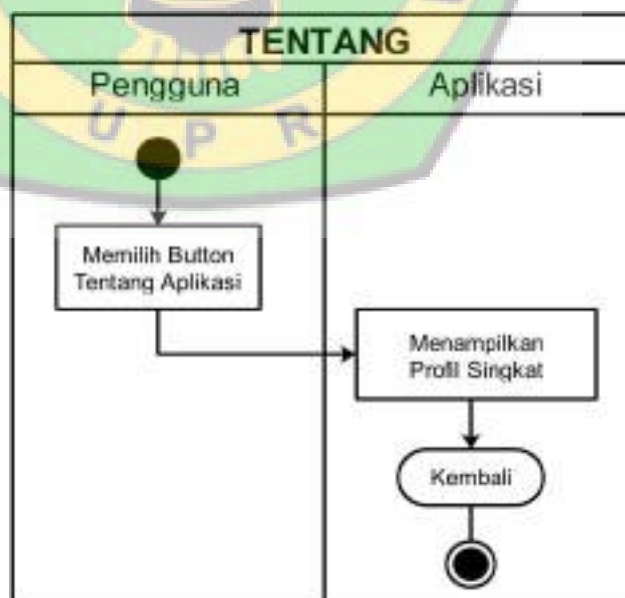 TENTANG
Pengguna
Aplikasi
U P R
Memilih Button
Tentang Aplikasi
Menampilkan
Profil Singkat
Kembali